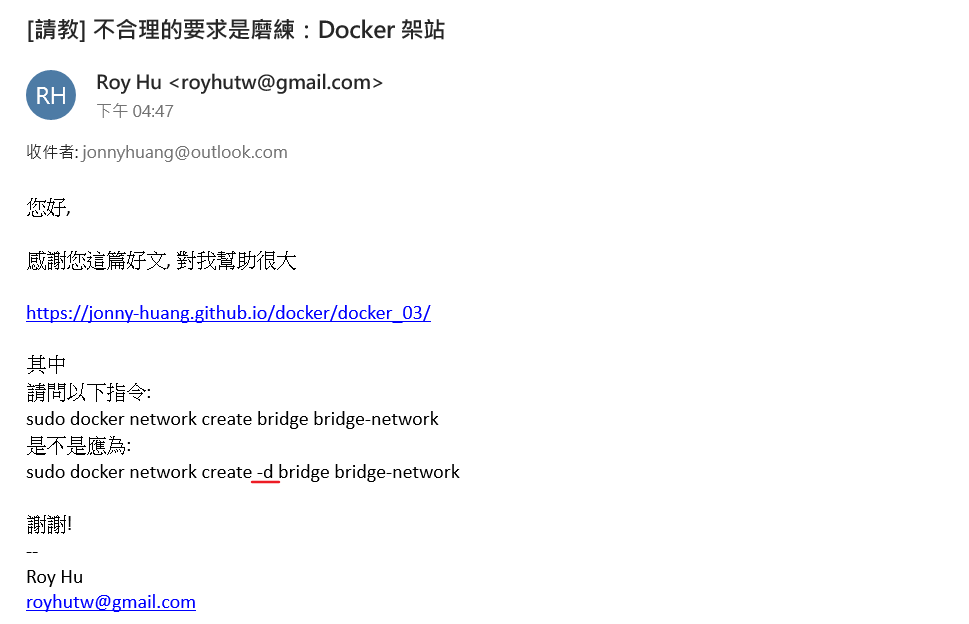 [請教] 不合理的要求是磨練：Docker 架站
RH
Roy Hu <royhutw@gmail.com>
下午 04:47
收件者: jonnyhuang@outlook.com
您好,
感謝您這篇好文, 對我幫助很大
https://jonny-huang.github.io/docker/docker_03/
其中
請問以下指令:
sudo docker network create bridge bridge-network
是不是應為:
sudo docker network create -d bridge bridge-network
謝謝!
--
Roy Hu
royhutw@gmail.com